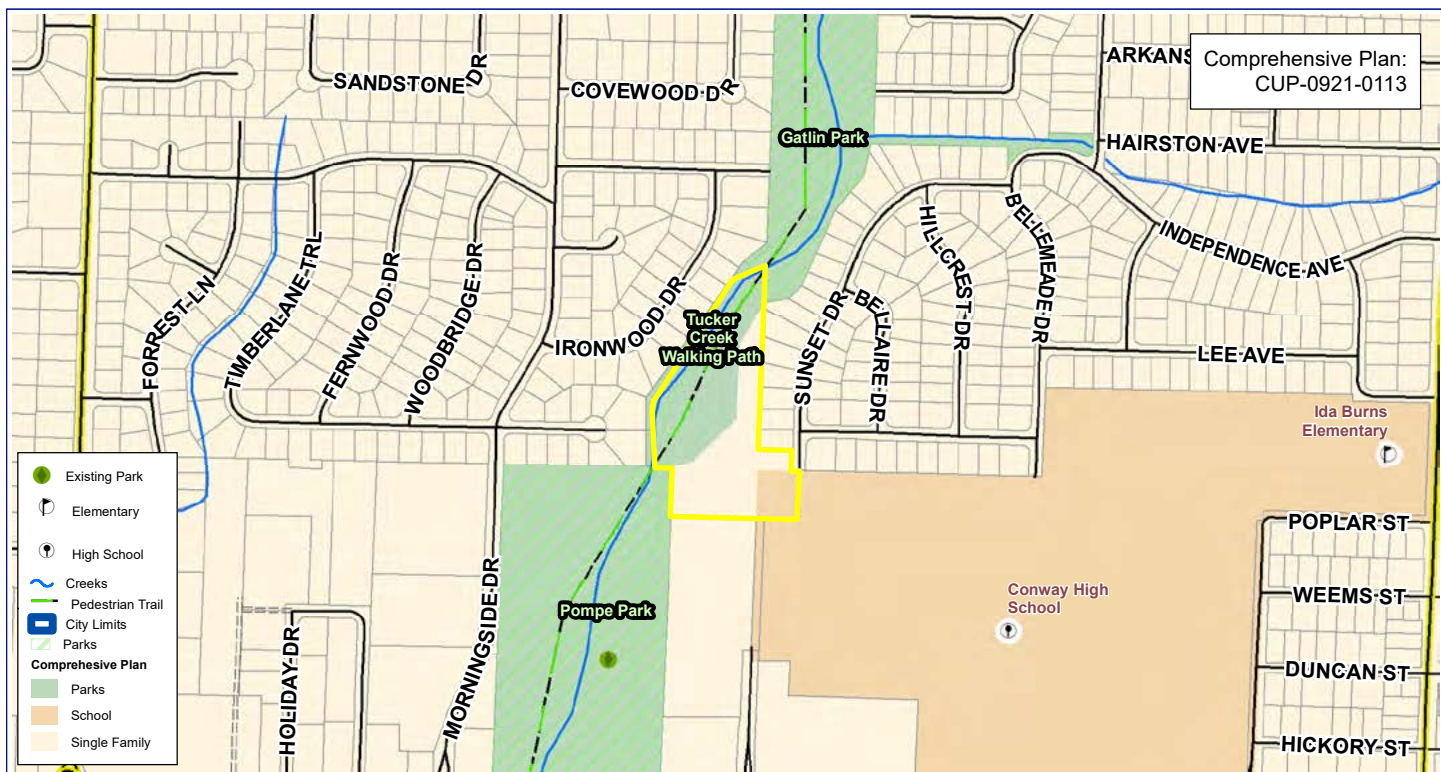 Comprehensive Plan:
CUP-0921-0113
ARKANS
SANDSTONE DR
COVEWOOD DR
Gatlin Park
HAIRSTON AVE
FORREST LN
TIMBERLANE TRL
FERNWOOD DR
WOODBRIDGE DR
IRONWOOD DR
Tucker
Creek
Walking Path
SUNSET DR
BELLAIRE DR
HILLCREST DR
BELLEMEADE DR
INDEPENDENCE AVE
LEE AVE
Ida Burns
Elementary
POPLAR ST
WEEMS ST
DUNCAN ST
HICKORY ST
Conway High
School
Pompe Park
MORNINGSIDE DR
HOLIDAY DR
Existing Park
Elementary
High School
Creeks
Pedestrian Trail
City Limits
Parks
Comprehesive Plan
Parks
School
Single Family